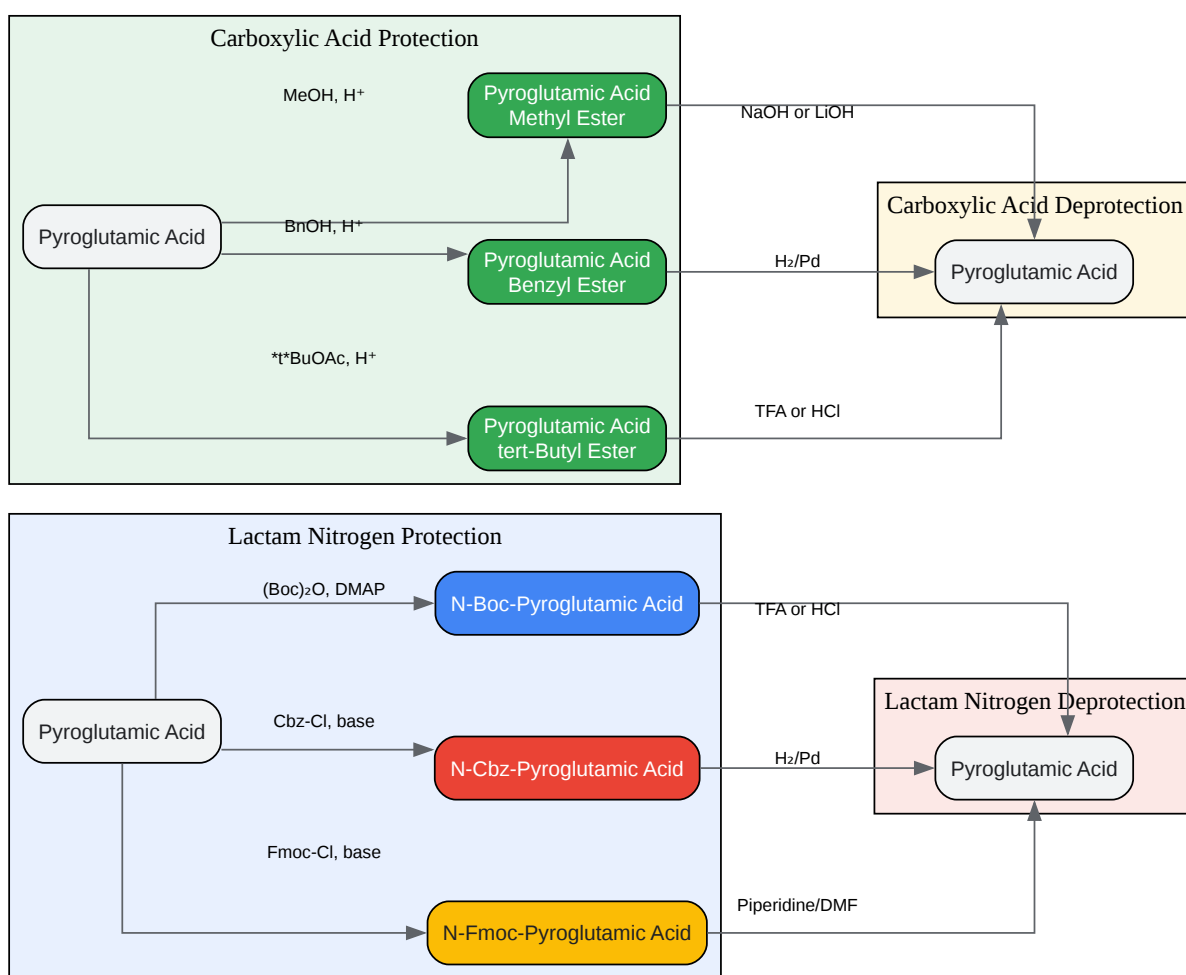 Carboxylic Acid Protection
MeOH, H⁺
Pyroglutamic Acid
Methyl Ester
NaOH or LiOH
Pyroglutamic Acid
BnOH, H⁺
Pyroglutamic Acid
Benzyl Ester
H₂/Pd
Carboxylic Acid Deprotection
Pyroglutamic Acid
*t*BuOAc, H⁺
Pyroglutamic Acid
tert-Butyl Ester
TFA or HCl
Lactam Nitrogen Protection
(Boc)₂O, DMAP
N-Boc-Pyroglutamic Acid
TFA or HCl
Pyroglutamic Acid
Cbz-Cl, base
N-Cbz-Pyroglutamic Acid
H₂/Pd
Lactam Nitrogen Deprotection
Pyroglutamic Acid
Fmoc-Cl, base
N-Fmoc-Pyroglutamic Acid
Piperidine/DMF